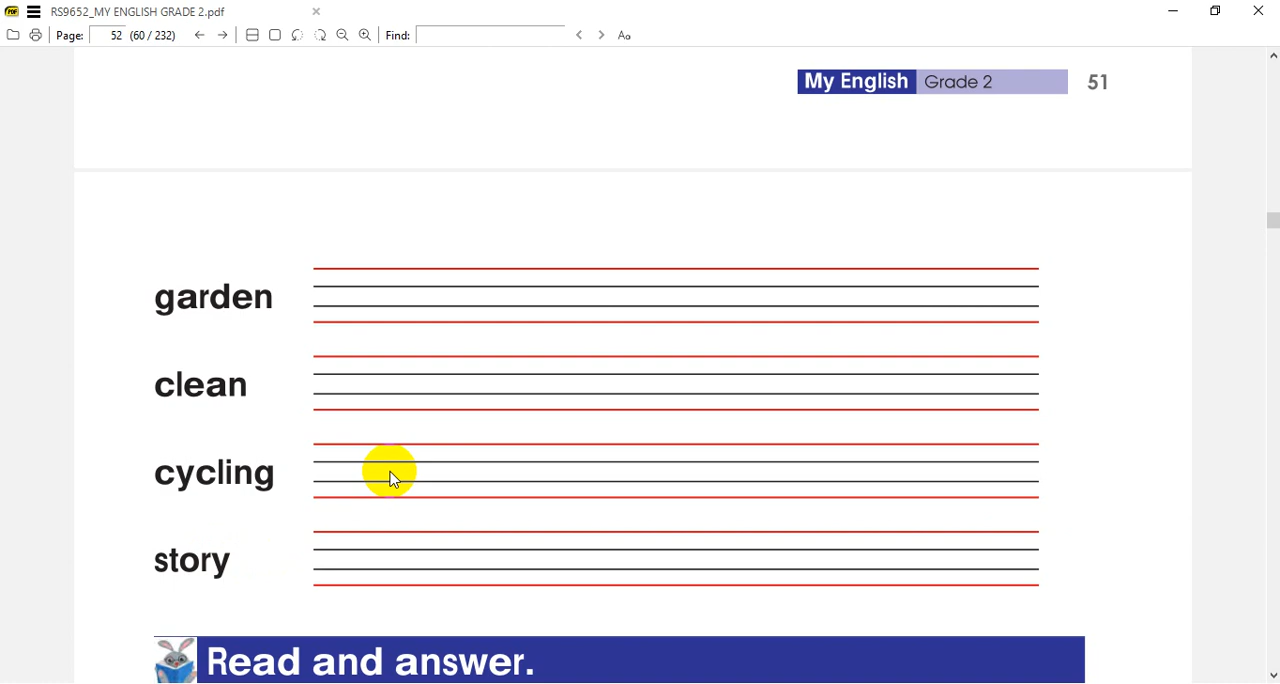 RS9652_MY ENGLISH GRADE 2.pdf
Page: 52 (60 / 232) Find: Aa
My English Grade 2 51
garden
clean
cycling
story
Read and answer.